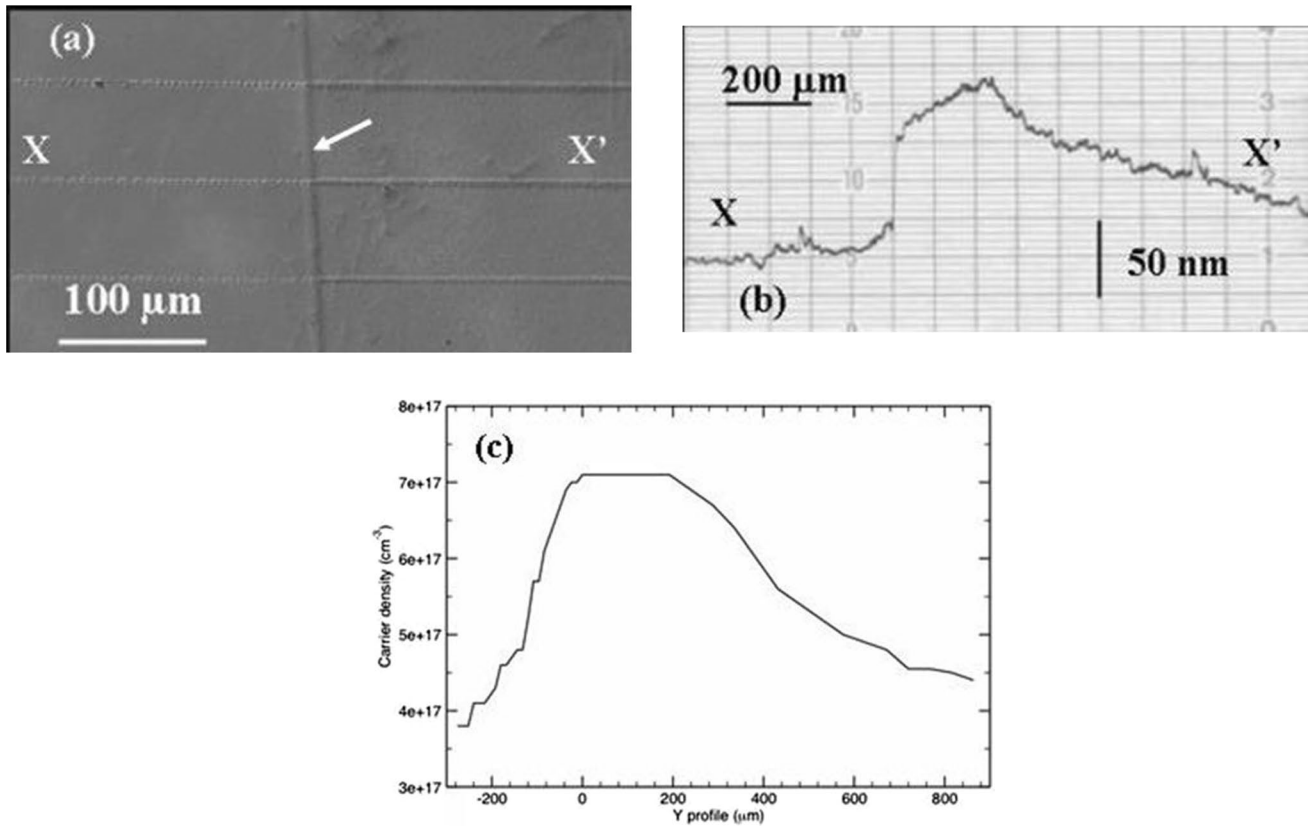 (a)
X
X'
100 µm
200 µm
X
X'
50 nm
(b)
20
15
10
5
0
4
3
2
1
0
(c)
8e+17
7e+17
6e+17
5e+17
4e+17
3e+17
Carrier density (cm⁻³)
-200
0
200
400
600
800
Y profile (µm)